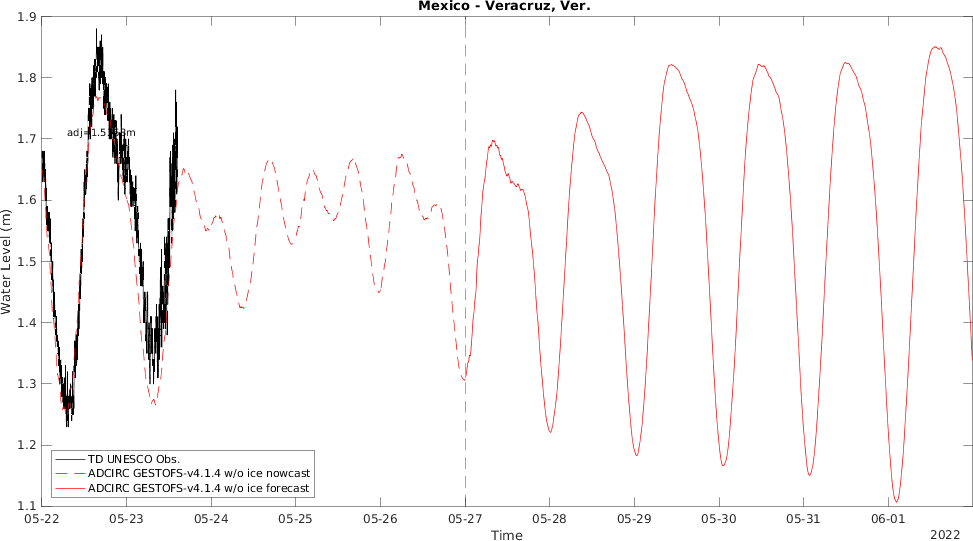 Mexico - Veracruz, Ver.
1.9
1.8
1.7
1.6
1.5
1.4
1.3
1.2
1.1
Water Level (m)
TD UNESCO Obs.
ADCIRC GESTOFS-v4.1.4 w/o ice nowcast
ADCIRC GESTOFS-v4.1.4 w/o ice forecast
05-22 05-23 05-24 05-25 05-26 05-27 05-28 05-29 05-30 05-31 06-01
Time
2022